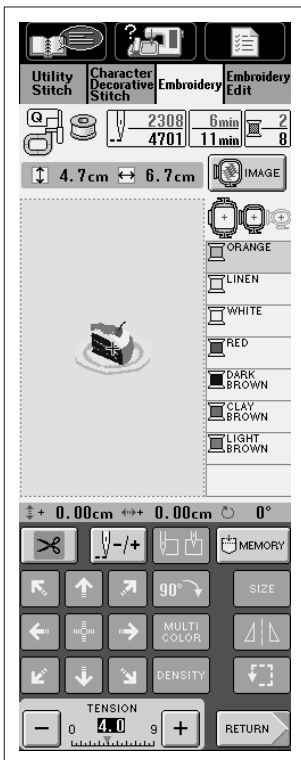 ?
Utility Stitch
Character Decorative Stitch
Embroidery
Embroidery Edit
Q
2308
4701
6min
11min
2
8
4.7cm 6.7cm
IMAGE
ORANGE
LINEN
WHITE
RED
DARK BROWN
CLAY BROWN
LIGHT BROWN
+ 0.00cm + 0.00cm 0°
-/+ MEMORY
90° SIZE
MULTI COLOR
DENSITY
TENSION
- 0 4.0 9 +
RETURN